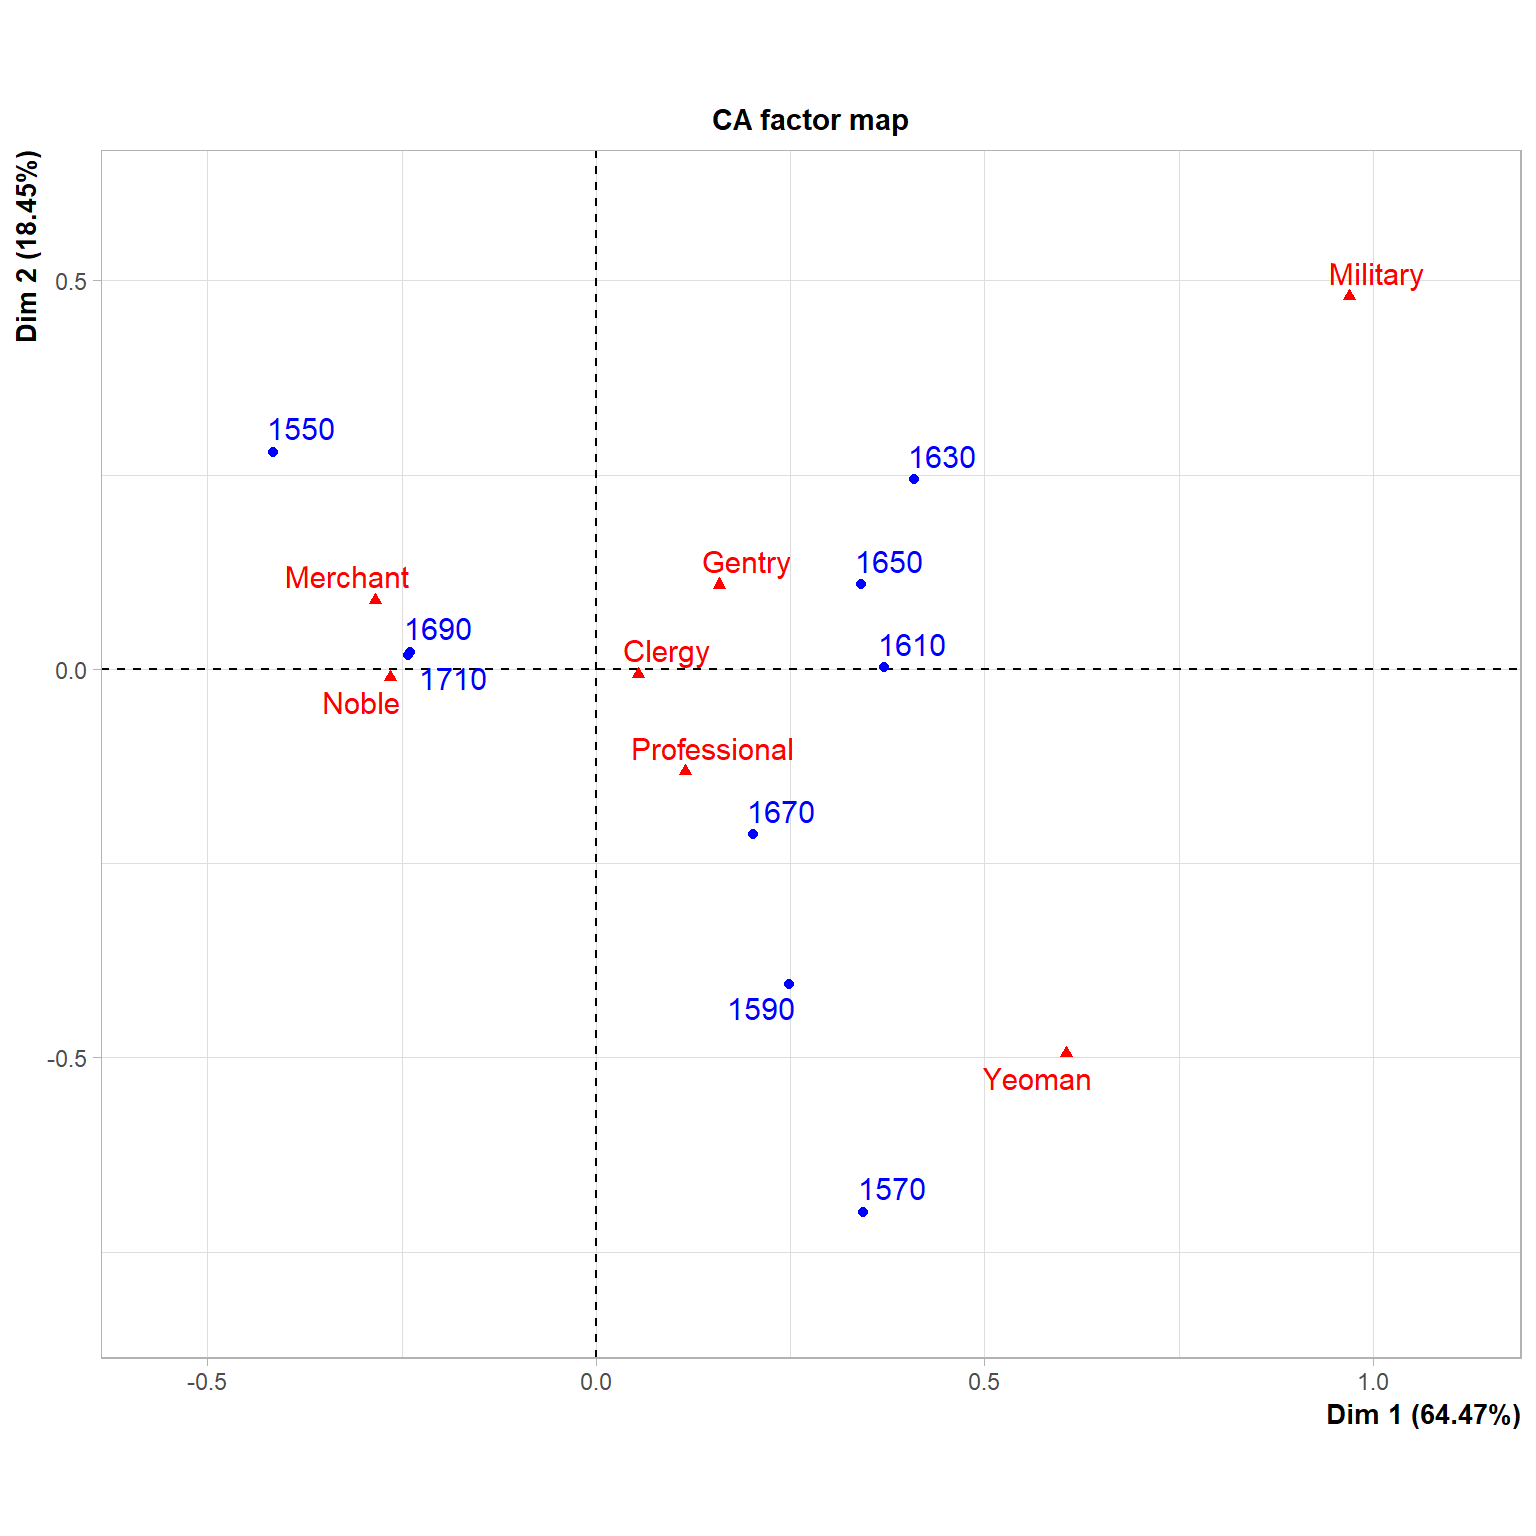 CA factor map
Dim 2 (18.45%)
0.5
0.0
-0.5
Military
1550
1630
Gentry
1650
Merchant
1690
Clergy
1610
1710
Noble
Professional
1670
1590
Yeoman
1570
-0.5
0.0
0.5
1.0
Dim 1 (64.47%)